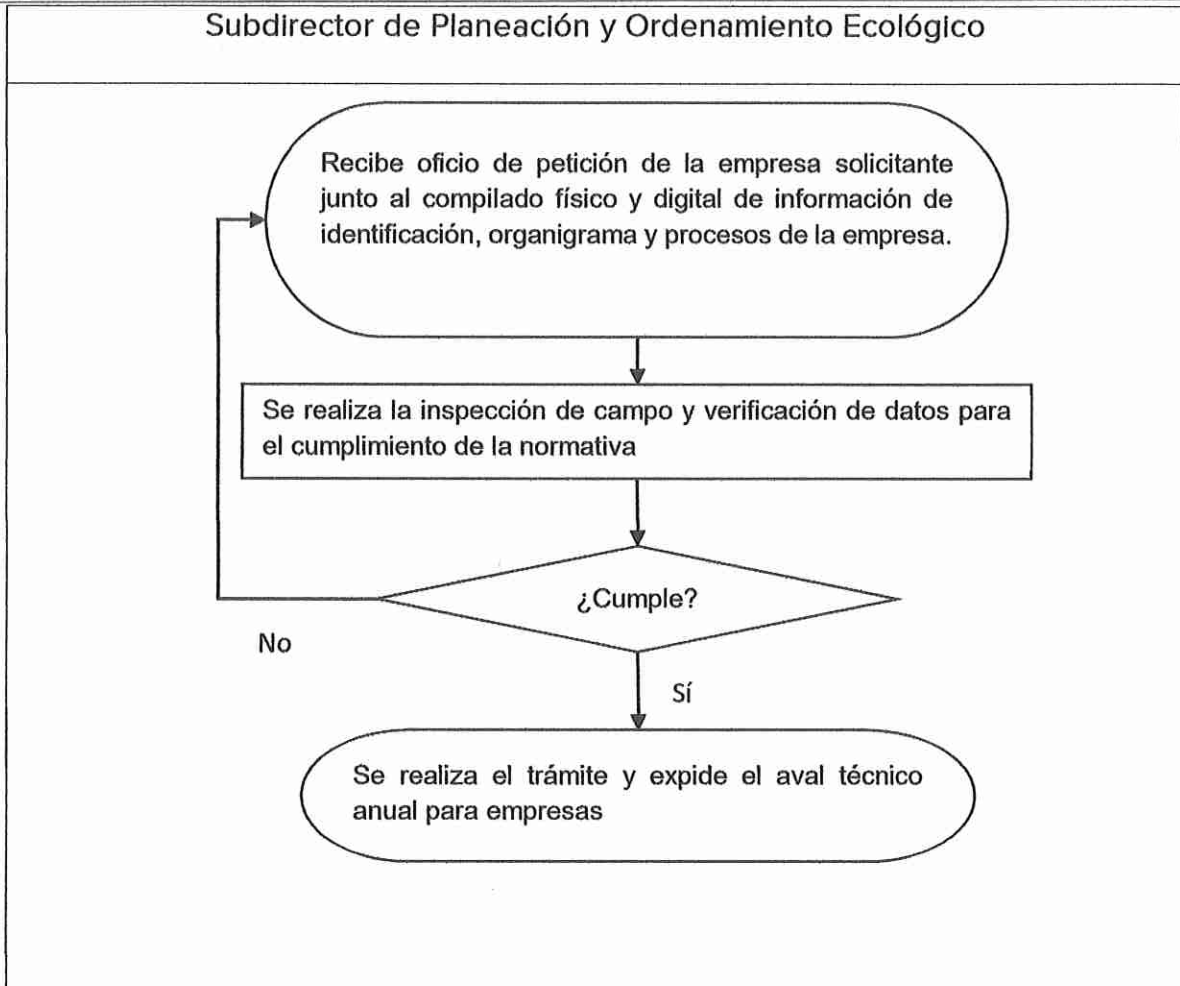 Subdirector de Planeación y Ordenamiento Ecológico
Recibe oficio de petición de la empresa solicitante
junto al compilado físico y digital de información de
identificación, organigrama y procesos de la empresa.
Se realiza la inspección de campo y verificación de datos para
el cumplimiento de la normativa
¿Cumple?
No
Sí
Se realiza el trámite y expide el aval técnico
anual para empresas